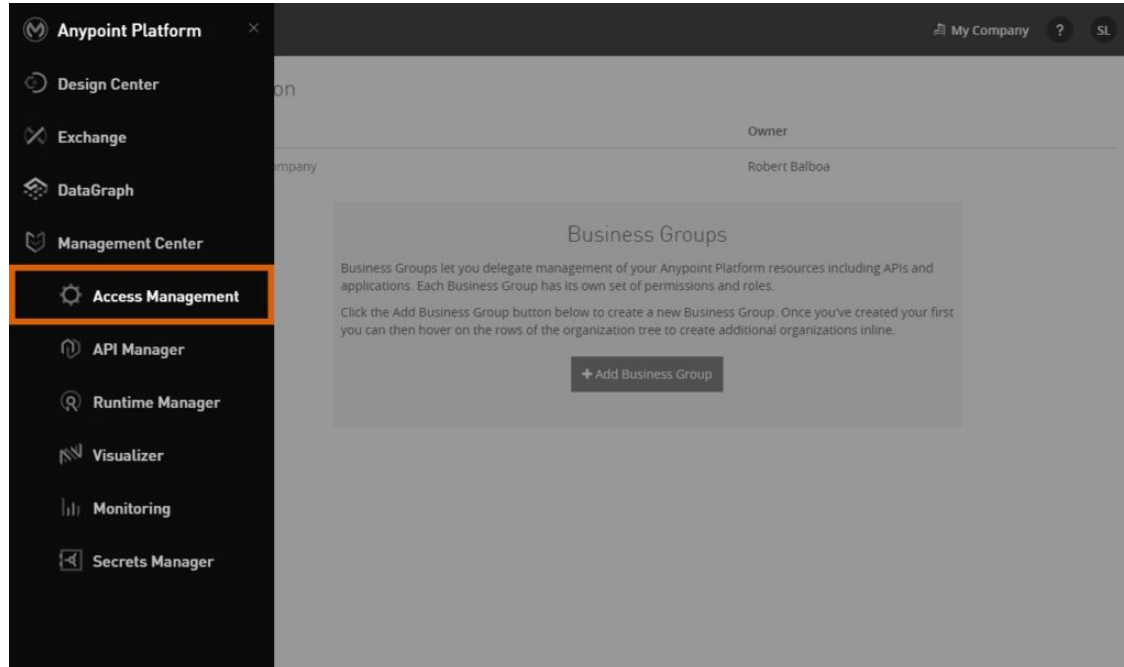 Anypoint Platform ×
My Company ? SL
Design Center
on
Exchange
Owner
mpany
Robert Balboa
DataGraph
Management Center
Business Groups
Business Groups let you delegate management of your Anypoint Platform resources including APIs and
applications. Each Business Group has its own set of permissions and roles.
Click the Add Business Group button below to create a new Business Group. Once you've created your first
you can then hover on the rows of the organization tree to create additional organizations inline.
+ Add Business Group
Access Management
API Manager
Runtime Manager
Visualizer
Monitoring
Secrets Manager